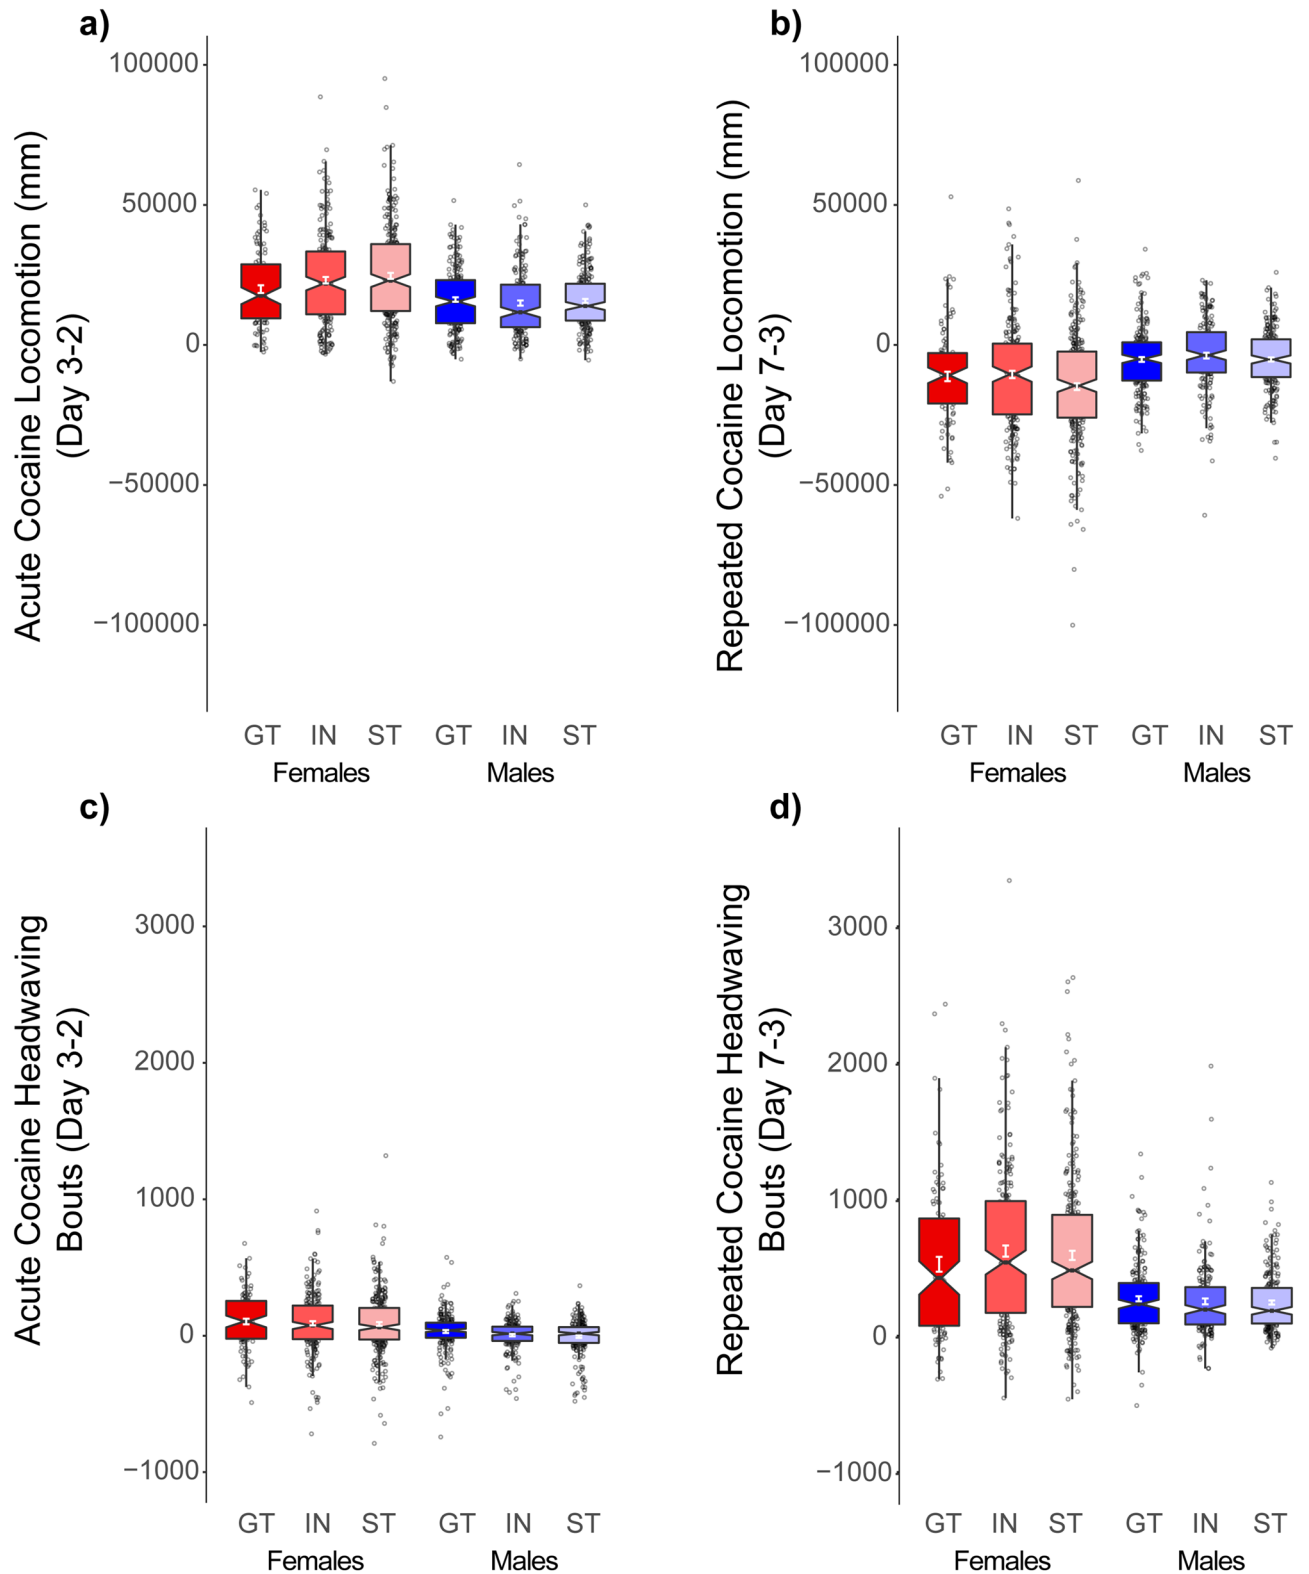 a)
Acute Cocaine Locomotion (mm)
(Day 3-2)
100000
50000
0
−50000
−100000
GT IN ST GT IN ST
Females Males
b)
Repeated Cocaine Locomotion (mm)
(Day 7-3)
100000
50000
0
−50000
−100000
GT IN ST GT IN ST
Females Males
c)
Acute Cocaine Headwaving
Bouts (Day 3-2)
3000
2000
1000
0
−1000
GT IN ST GT IN ST
Females Males
d)
Repeated Cocaine Headwaving
Bouts (Day 7-3)
3000
2000
1000
0
−1000
GT IN ST GT IN ST
Females Males